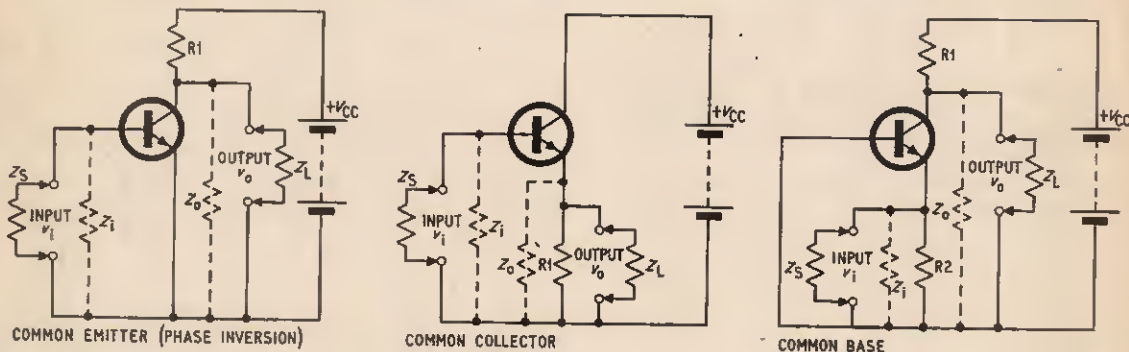 R1
+VCC
ZS
INPUT
vi
Zi
Zo
OUTPUT
vo
ZL
COMMON EMITTER (PHASE INVERSION)
+VCC
ZS
INPUT
vi
Zi
Zo
R1
OUTPUT
vo
ZL
COMMON COLLECTOR
R1
+VCC
OUTPUT
vo
Zo
ZL
ZS
INPUT
vi
Zi
R2
COMMON BASE